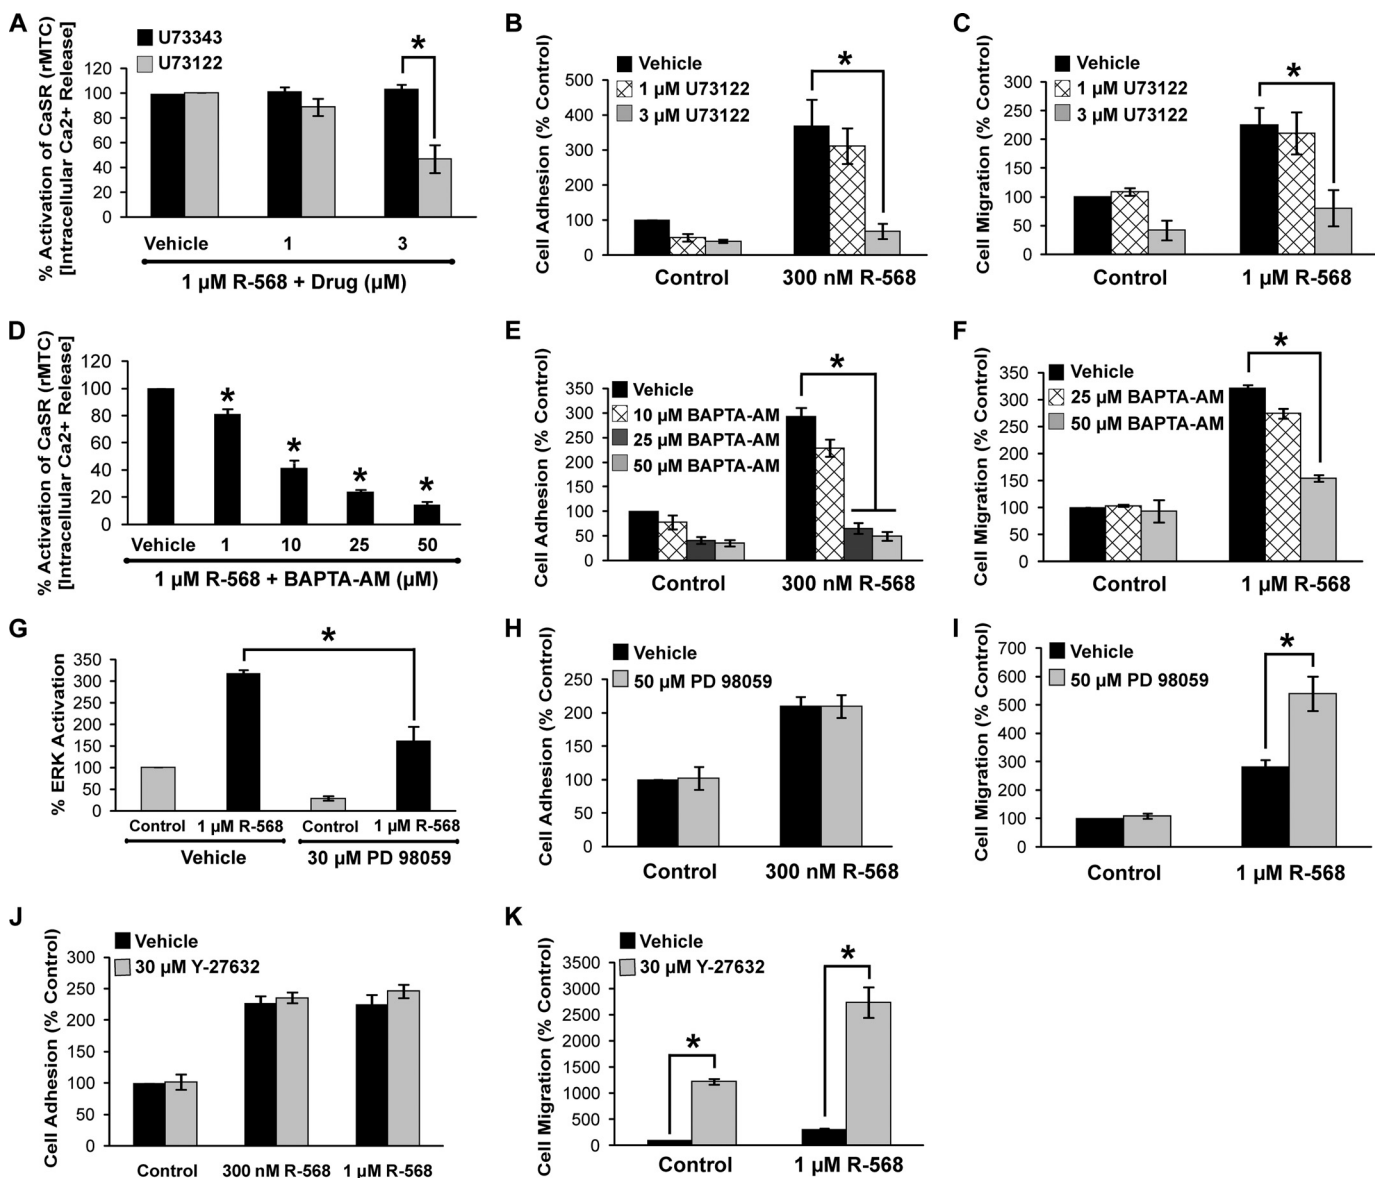 A
% Activation of CaSR (rMTC)
[Intracellular Ca2+ Release]
U73343
U73122
120
100
80
60
40
20
0
*
Vehicle 1 3
1 µM R-568 + Drug (µM)
B
Cell Adhesion (% Control)
Vehicle
1 µM U73122
3 µM U73122
500
400
300
200
100
0
*
Control 300 nM R-568
C
Cell Migration (% Control)
Vehicle
1 µM U73122
3 µM U73122
300
250
200
150
100
50
0
*
Control 1 µM R-568
D
% Activation of CaSR (rMTC)
[Intracellular Ca2+ Release]
120
100
80
60
40
20
0
* * * *
Vehicle 1 10 25 50
1 µM R-568 + BAPTA-AM (µM)
E
Cell Adhesion (% Control)
Vehicle
10 µM BAPTA-AM
25 µM BAPTA-AM
50 µM BAPTA-AM
350
300
250
200
150
100
50
0
*
Control 300 nM R-568
F
Cell Migration (% Control)
Vehicle
25 µM BAPTA-AM
50 µM BAPTA-AM
350
300
250
200
150
100
50
0
*
Control 1 µM R-568
G
% ERK Activation
350
300
250
200
150
100
50
0
*
Control 1 µM R-568 Control 1 µM R-568
Vehicle 30 µM PD 98059
H
Cell Adhesion (% Control)
Vehicle
50 µM PD 98059
250
200
150
100
50
0
Control 300 nM R-568
I
Cell Migration (% Control)
Vehicle
50 µM PD 98059
700
600
500
400
300
200
100
0
*
Control 1 µM R-568
J
Cell Adhesion (% Control)
Vehicle
30 µM Y-27632
300
250
200
150
100
50
0
Control 300 nM R-568 1 µM R-568
K
Cell Migration (% Control)
Vehicle
30 µM Y-27632
3500
3000
2500
2000
1500
1000
500
0
* *
Control 1 µM R-568